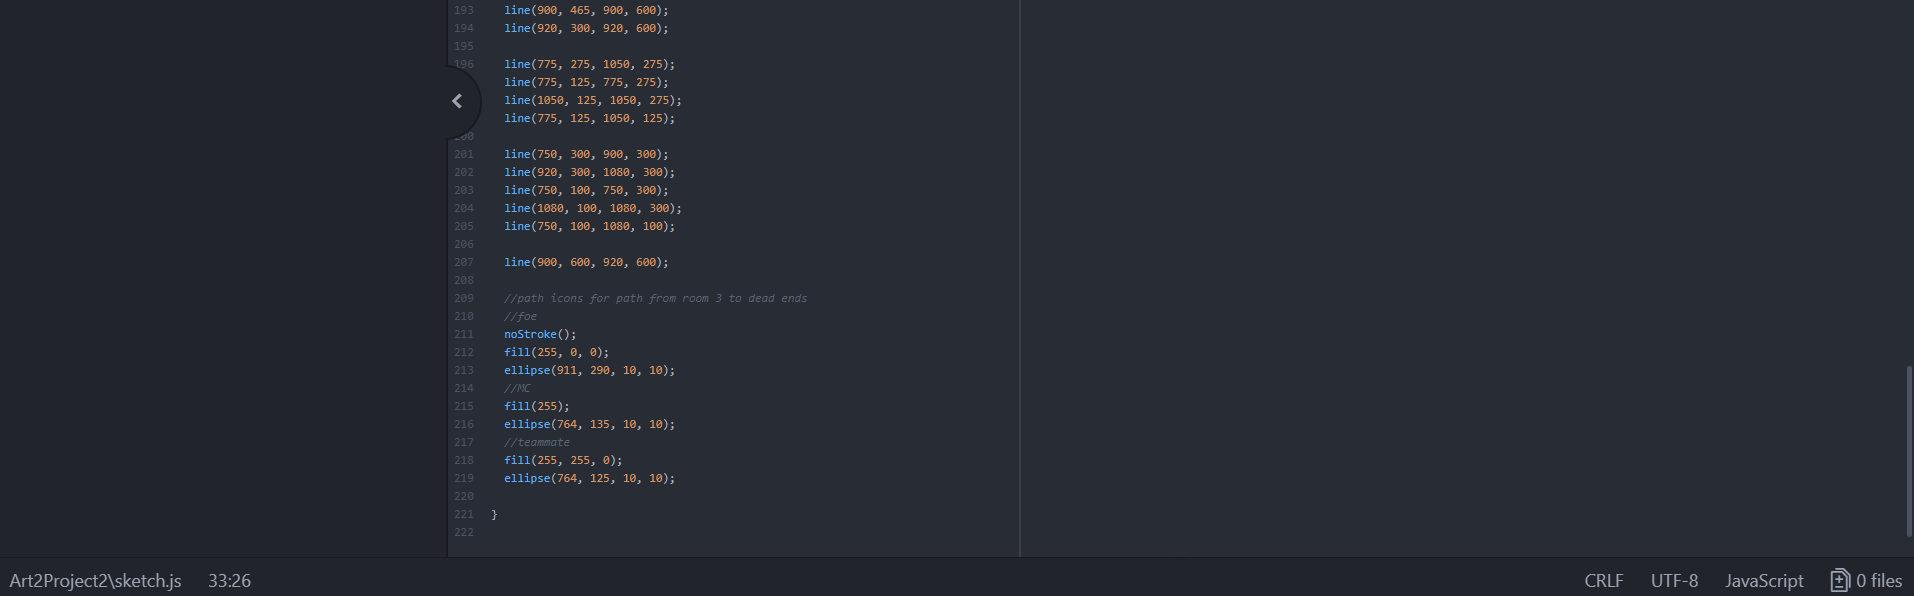 193 line(900, 465, 900, 600);
194 line(920, 300, 920, 600);
195
196 line(775, 275, 1050, 275);
line(775, 125, 775, 275);
line(1050, 125, 1050, 275);
line(775, 125, 1050, 125);
200
201 line(750, 300, 900, 300);
202 line(920, 300, 1080, 300);
203 line(750, 100, 750, 300);
204 line(1080, 100, 1080, 300);
205 line(750, 100, 1080, 100);
206
207 line(900, 600, 920, 600);
208
209 //path icons for path from room 3 to dead ends
210 //foe
211 noStroke();
212 fill(255, 0, 0);
213 ellipse(911, 290, 10, 10);
214 //MC
215 fill(255);
216 ellipse(764, 135, 10, 10);
217 //teammate
218 fill(255, 255, 0);
219 ellipse(764, 125, 10, 10);
220
221 }
222
Art2Project2\sketch.js 33:26 CRLF UTF-8 JavaScript 0 files